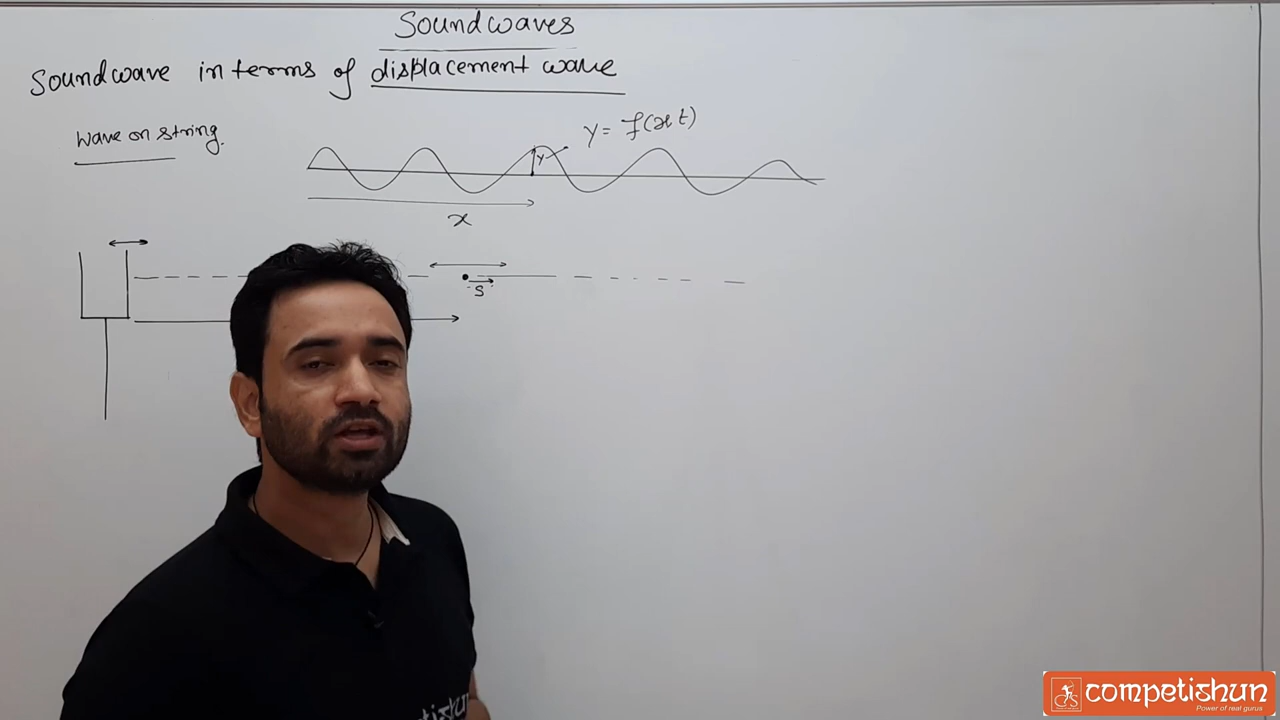 Soundwaves
Soundwave in terms of displacement wave
Wave on string.
y = f(x t)
y
x
S
competishun
Power of real gurus